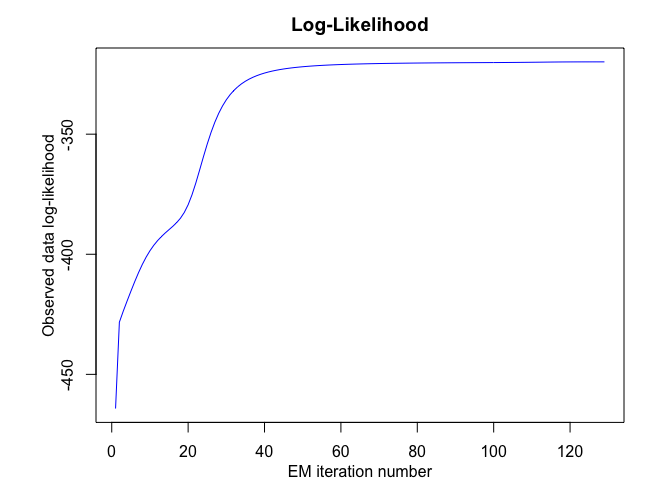 Log-Likelihood
Observed data log-likelihood
-350
-400
-450
0 20 40 60 80 100 120
EM iteration number